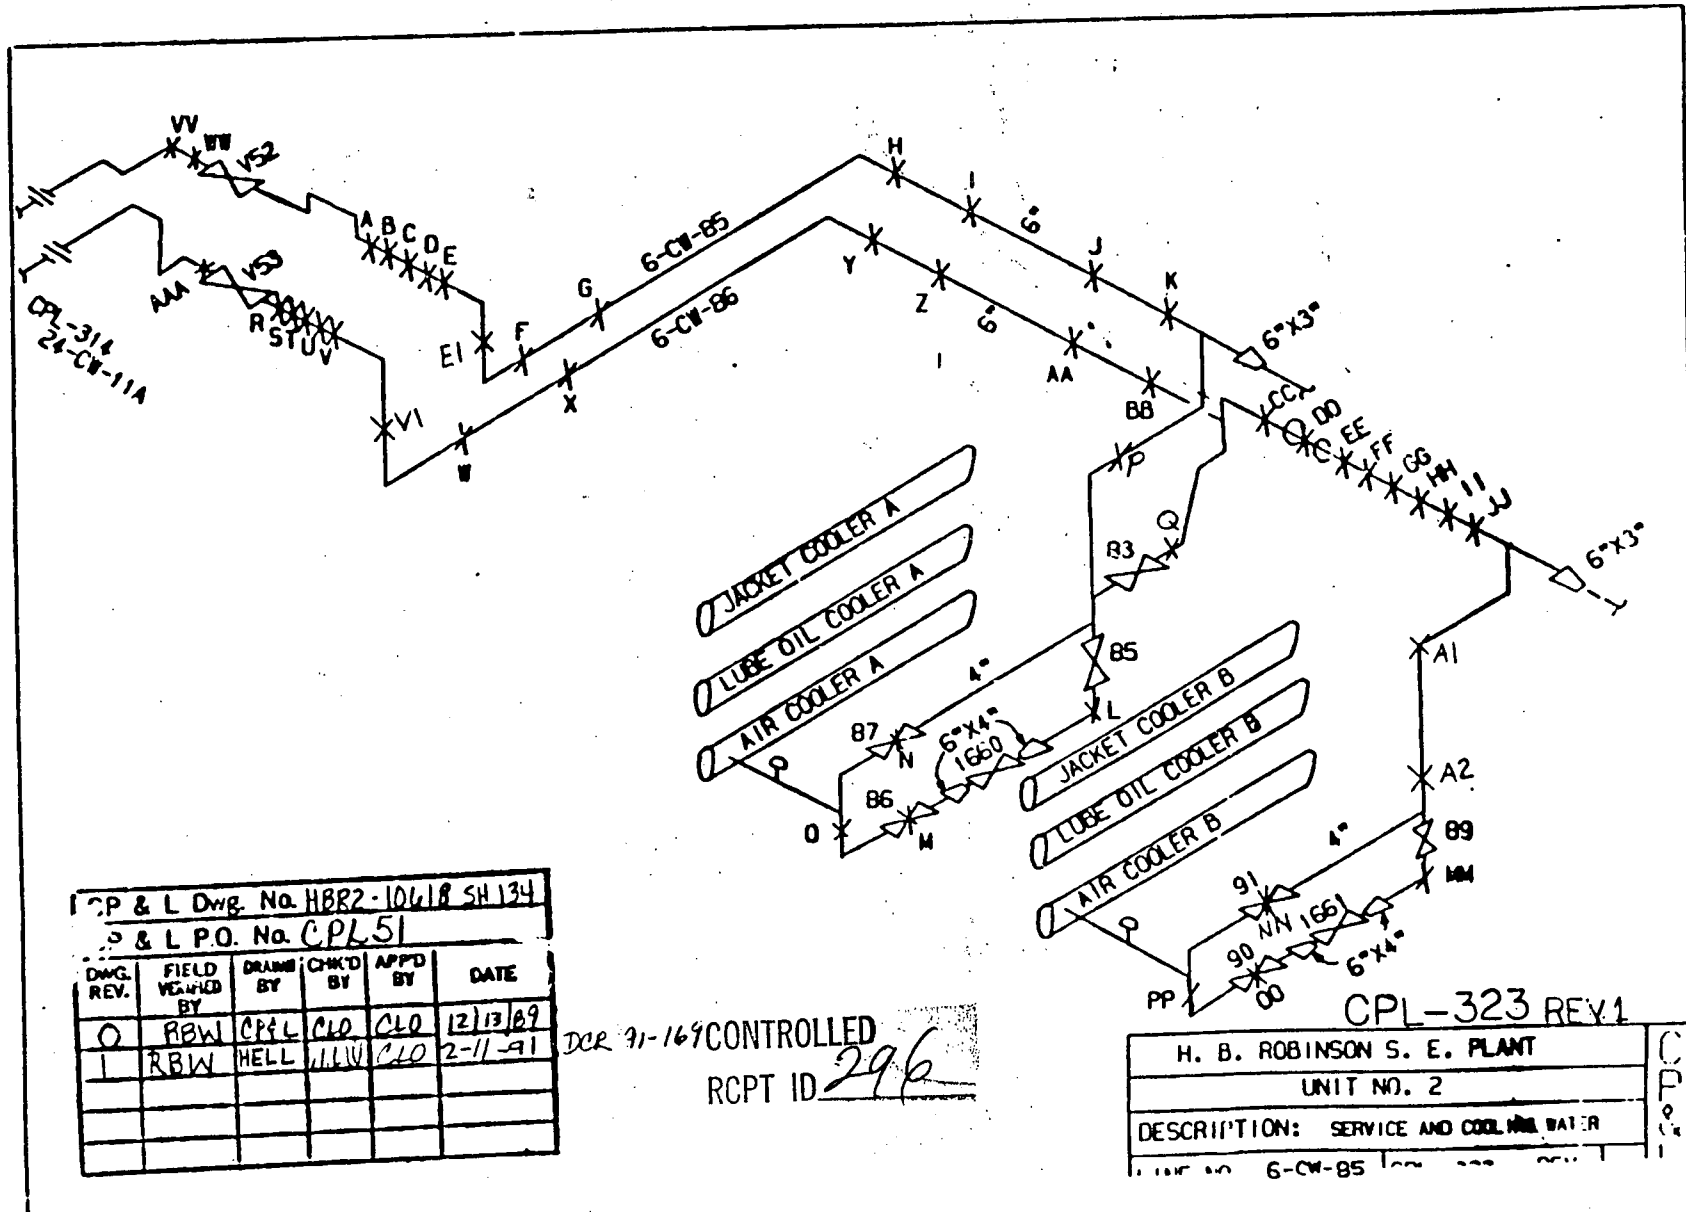 VV
WW
V52
A
B
C
D
E
H
I
6"
J
K
6"X3"
6-CW-85
G
F
E1
V53
AAA
R
S
T
U
V
CPL-314
24-CW-11A
6-CW-86
Y
Z
6"
AA
BB
X
W
V1
CC
DD
EE
FF
GG
HH
II
JJ
6"X3"
P
Q
83
JACKET COOLER A
LUBE OIL COOLER A
AIR COOLER A
4"
85
L
87
N
6"X4"
1660
86
M
O
A1
A2
JACKET COOLER B
LUBE OIL COOLER B
AIR COOLER B
4"
89
MM
91
NN
1661
90
OO
6"X4"
PP
CP & L Dwg. No. HBR2-10618 SH 134
P & L P.O. No. CPL51
DWG. REV. FIELD VERIFIED BY DRAWN BY CHK'D BY APP'D BY DATE
0 RBW CP&L CLO CLO 12/13/89
1 RBW HELL CLO 2-11-91
DCR 91-169
CONTROLLED
RCPT ID 296
CPL-323 REV.1
H. B. ROBINSON S. E. PLANT
UNIT NO. 2
DESCRIPTION: SERVICE AND COOLING WATER
LINE NO. 6-CW-85
C
P
&
L